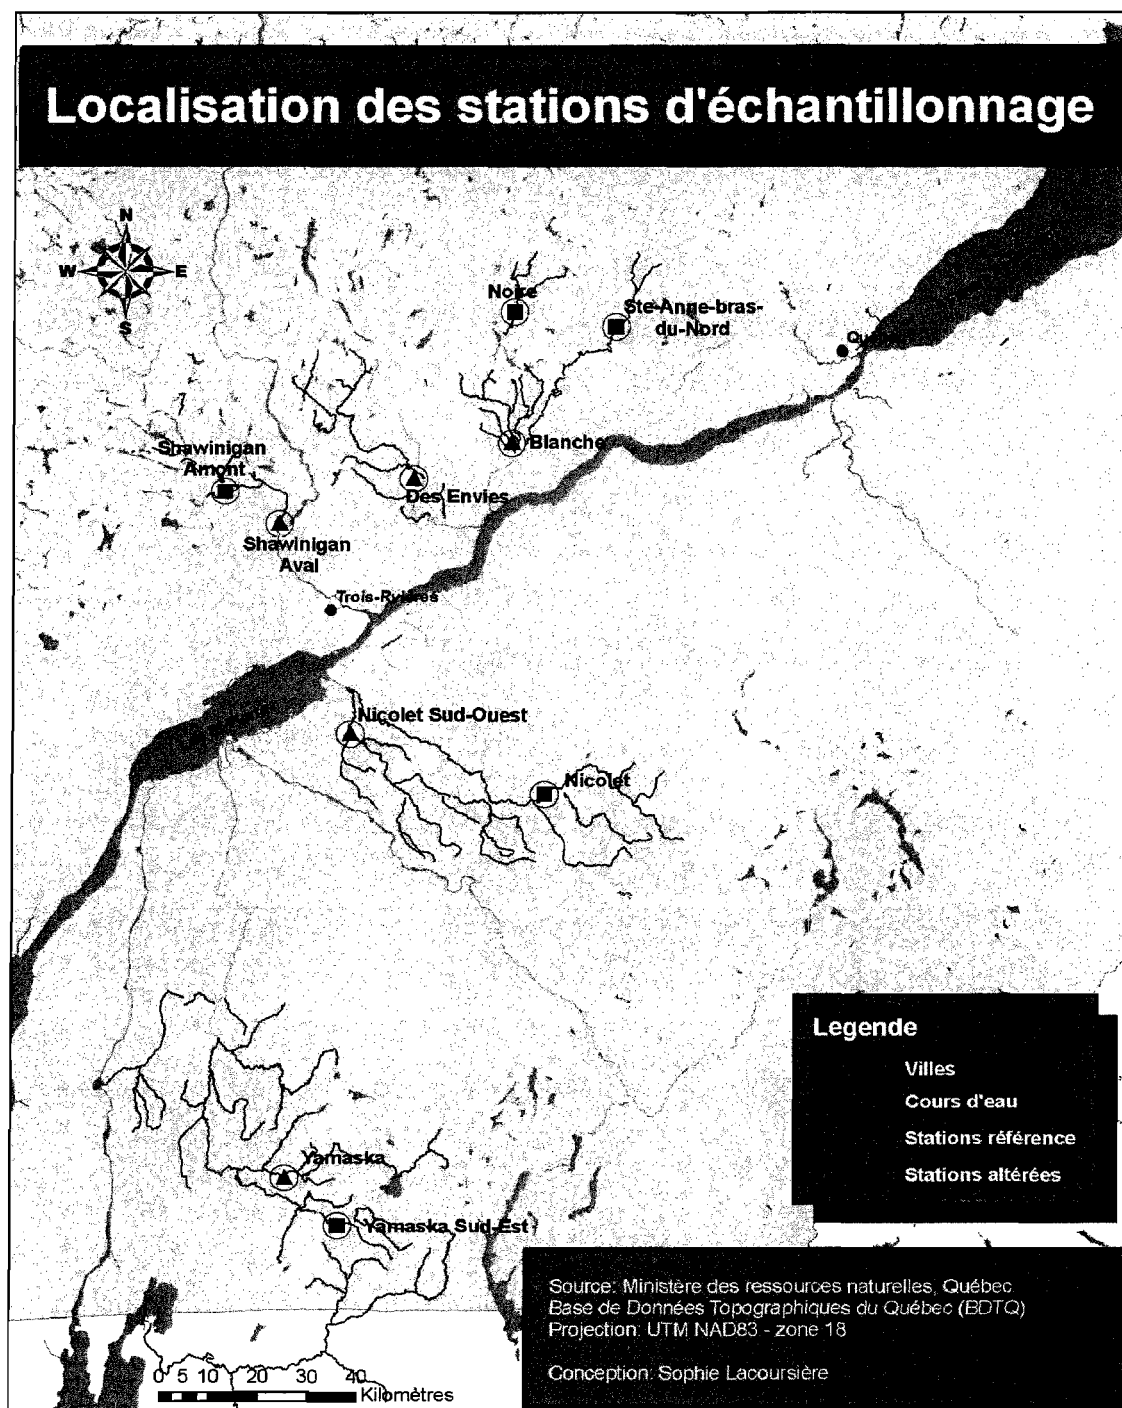 Localisation des stations d'échantillonnage
N
W
E
S
Noire
Ste-Anne-bras-
du-Nord
Blanche
Shawinigan
Amont
Des Envies
Shawinigan
Aval
Nicolet Sud-Ouest
Nicolet
Legende
Villes
Cours d'eau
Stations référence
Stations altérées
Yamaska
Yamaska Sud-Est
Source: Ministère des ressources naturelles, Québec
Base de Données Topographiques du Québec (BDTQ)
Projection: UTM NAD83 - zone 18
Conception: Sophie Lacoursière
0 5 10 20 30 40
Kilomètres